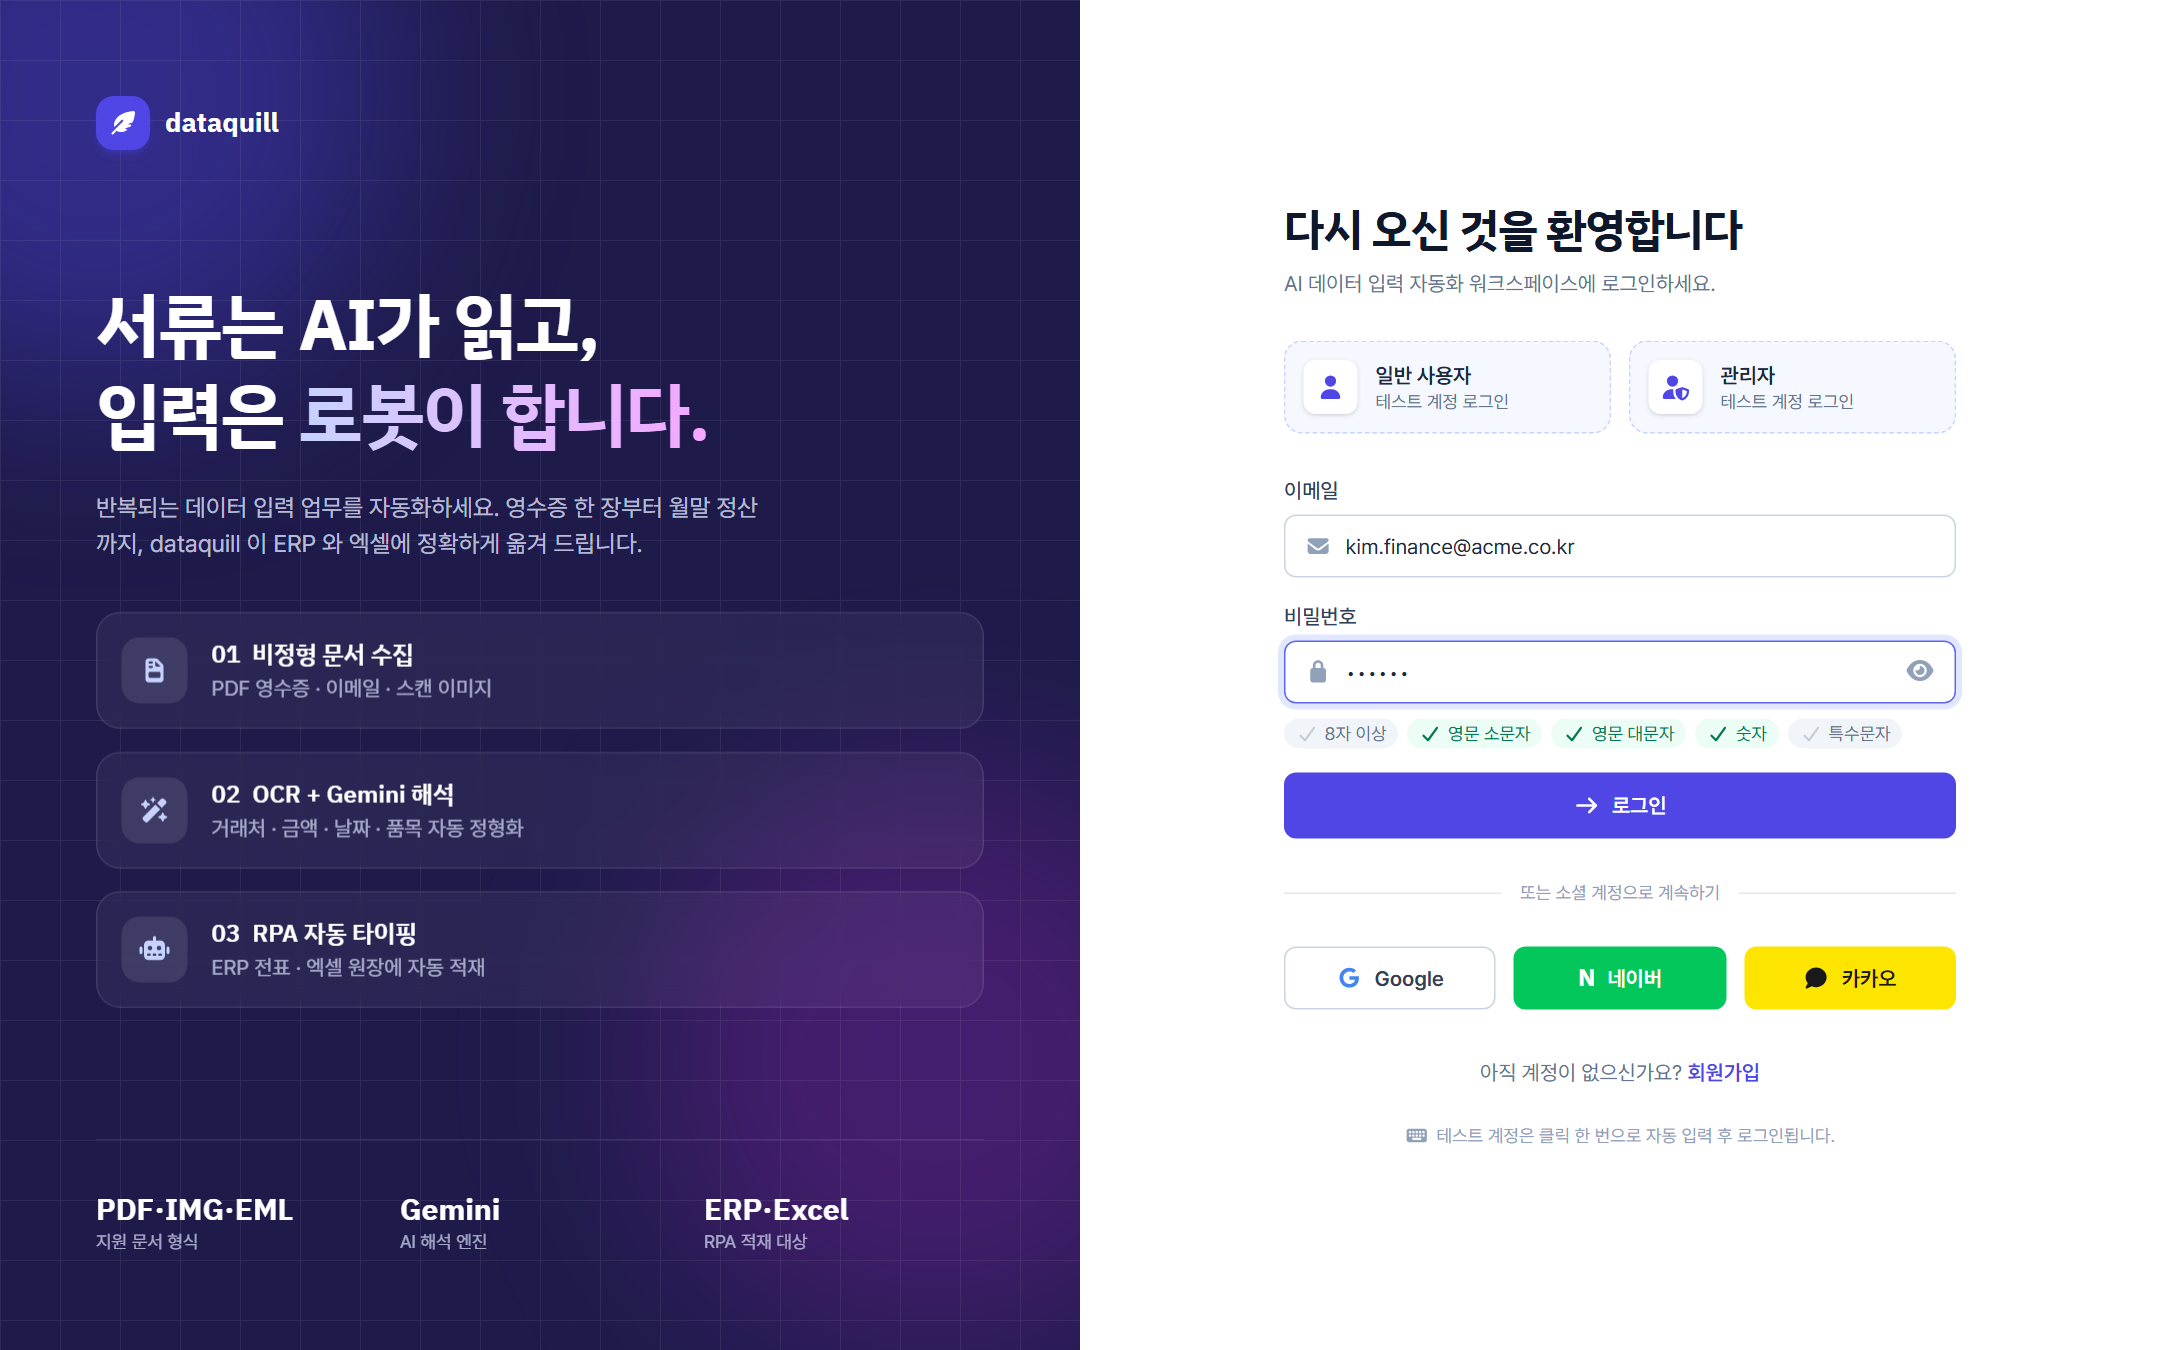 dataquill
서류는 AI가 읽고,
입력은 로봇이 합니다.
반복되는 데이터 입력 업무를 자동화하세요. 영수증 한 장부터 월말 정산
까지, dataquill 이 ERP 와 엑셀에 정확하게 옮겨 드립니다.
01 비정형 문서 수집
PDF 영수증 · 이메일 · 스캔 이미지
02 OCR + Gemini 해석
거래처 · 금액 · 날짜 · 품목 자동 정형화
03 RPA 자동 타이핑
ERP 전표 · 엑셀 원장에 자동 적재
PDF·IMG·EML
지원 문서 형식
Gemini
AI 해석 엔진
ERP·Excel
RPA 적재 대상
다시 오신 것을 환영합니다
AI 데이터 입력 자동화 워크스페이스에 로그인하세요.
일반 사용자
테스트 계정 로그인
관리자
테스트 계정 로그인
이메일
kim.finance@acme.co.kr
비밀번호
••••••
8자 이상 영문 소문자 영문 대문자 숫자 특수문자
로그인
또는 소셜 계정으로 계속하기
G Google
N 네이버
카카오
아직 계정이 없으신가요? 회원가입
테스트 계정은 클릭 한 번으로 자동 입력 후 로그인됩니다.